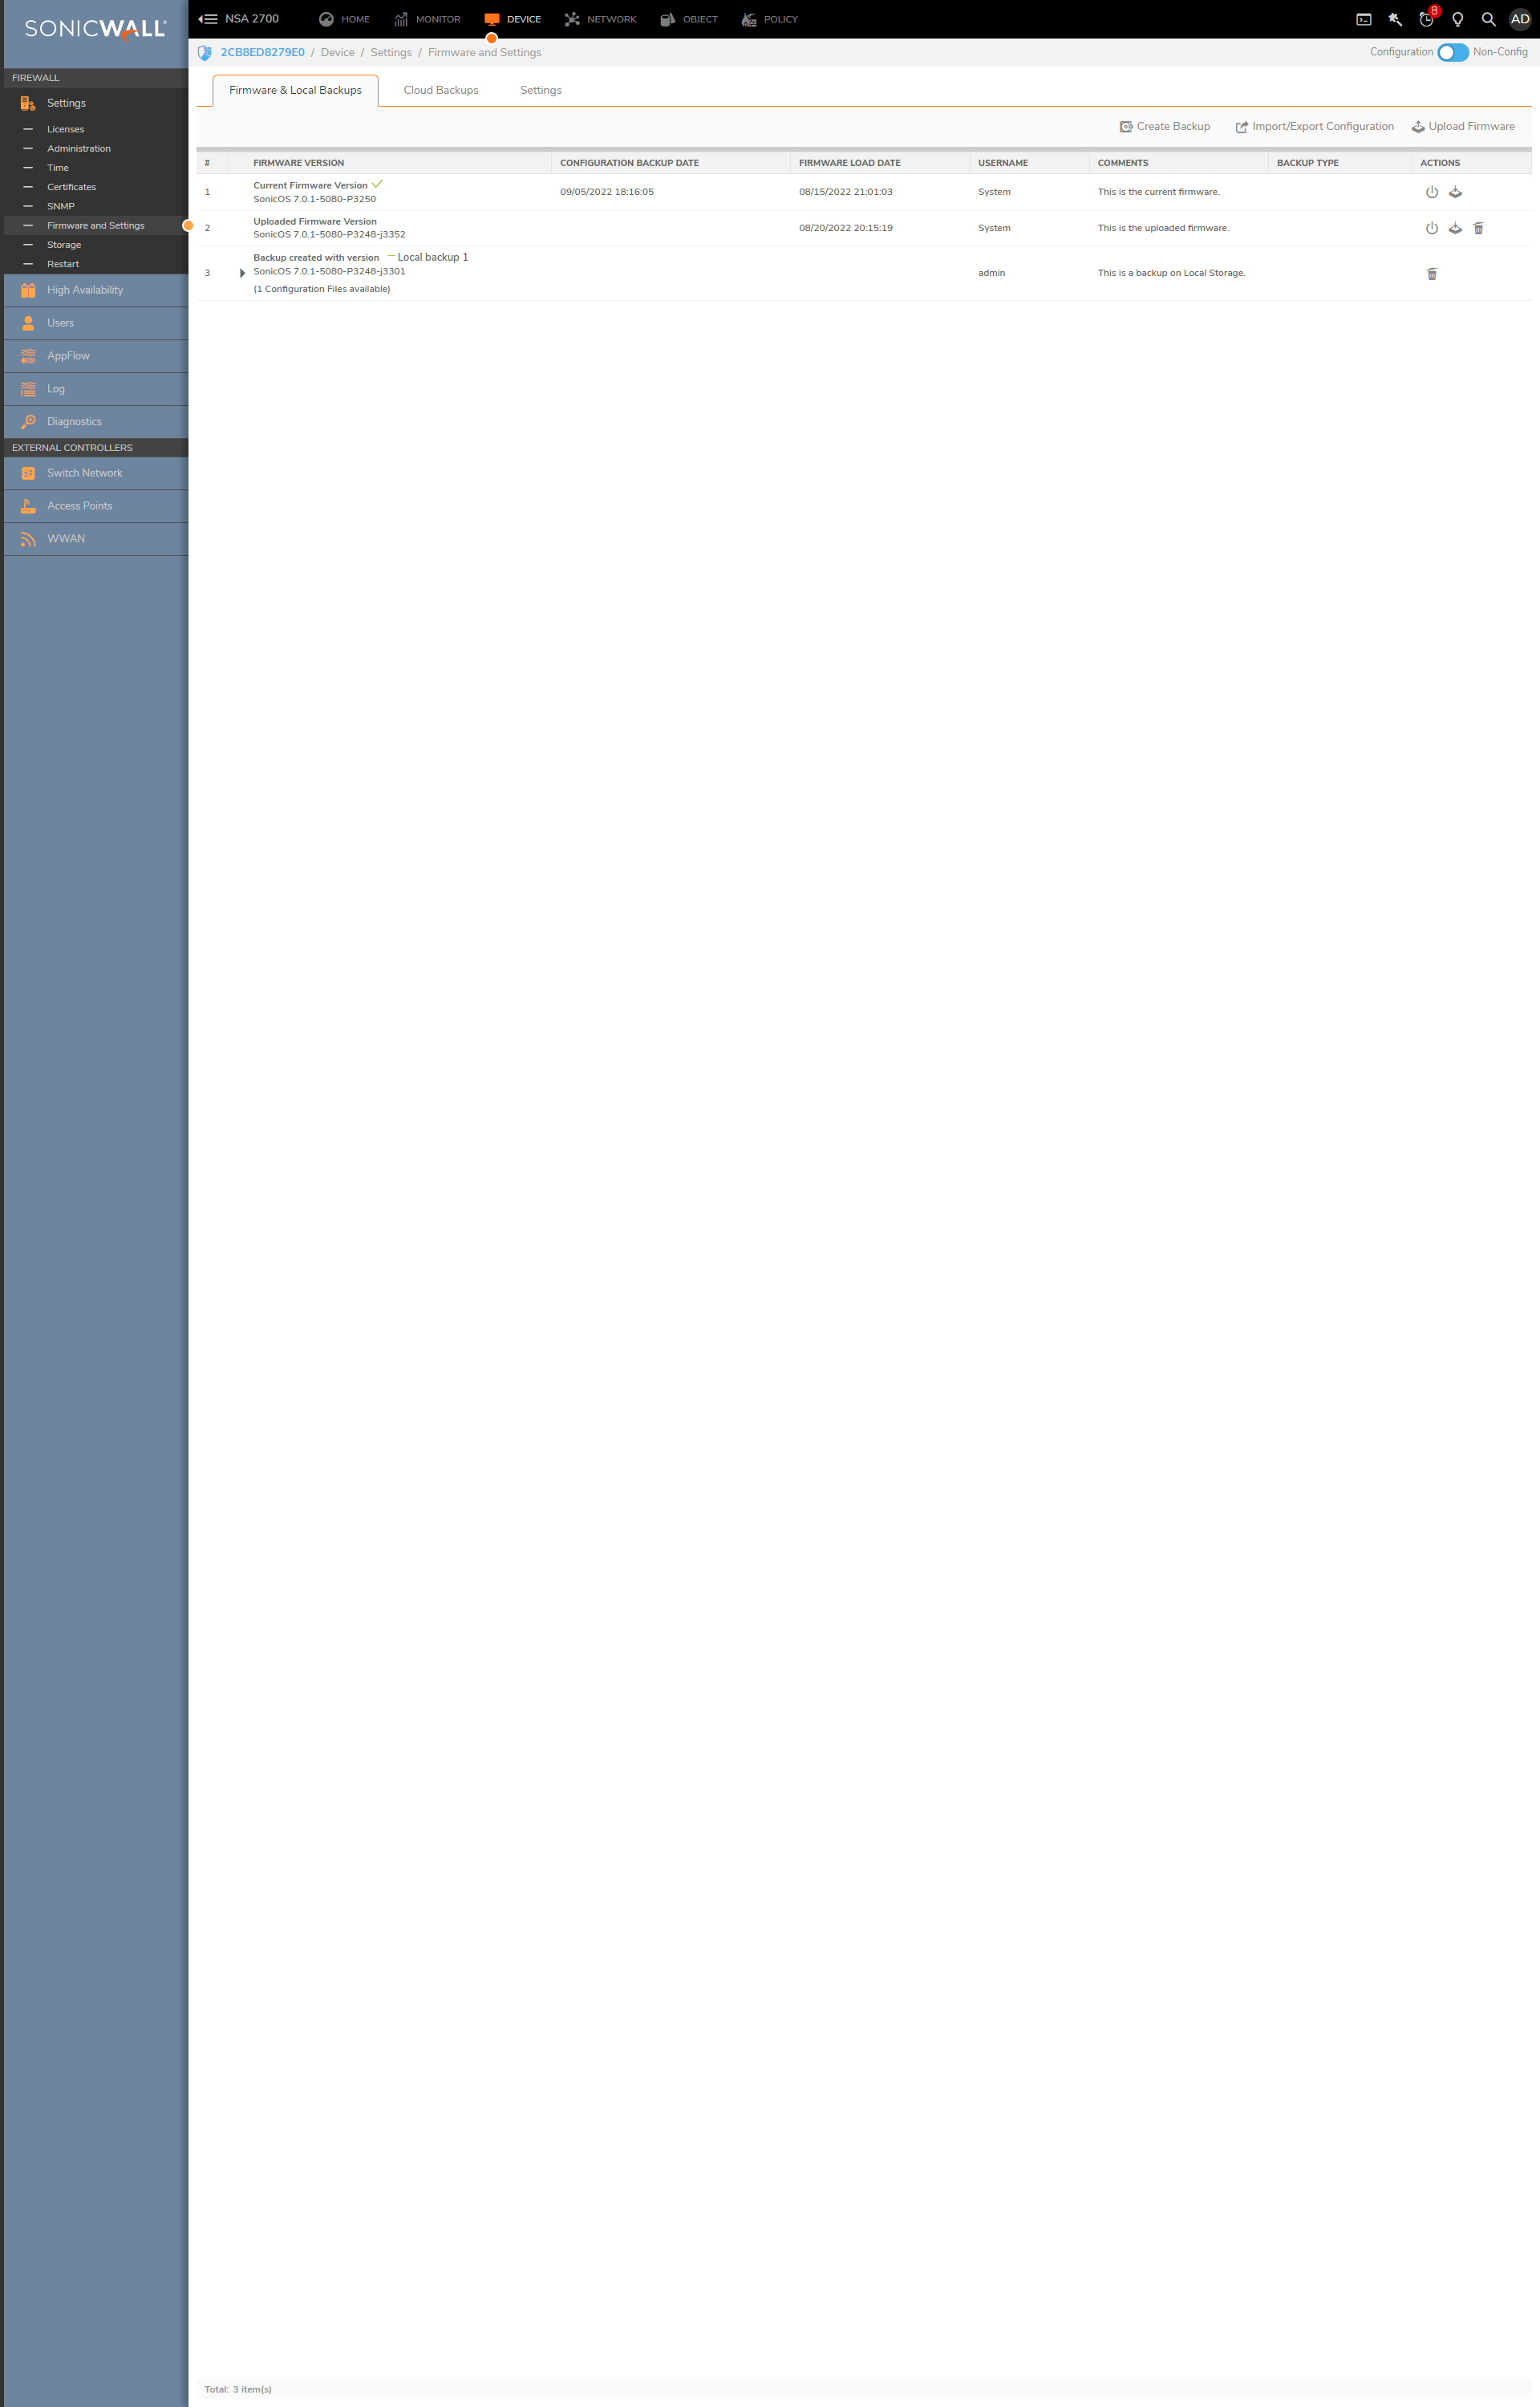 SONICWALL
NSA 2700
HOME
MONITOR
DEVICE
NETWORK
OBJECT
POLICY
8
AD
2CB8ED8279E0 / Device / Settings / Firmware and Settings
Configuration
Non-Config
FIREWALL
Settings
Licenses
Administration
Time
Certificates
SNMP
Firmware and Settings
Storage
Restart
High Availability
Users
AppFlow
Log
Diagnostics
EXTERNAL CONTROLLERS
Switch Network
Access Points
WWAN
Firmware & Local Backups
Cloud Backups
Settings
Create Backup
Import/Export Configuration
Upload Firmware
# FIRMWARE VERSION CONFIGURATION BACKUP DATE FIRMWARE LOAD DATE USERNAME COMMENTS BACKUP TYPE ACTIONS
1 Current Firmware Version 09/05/2022 18:16:05 08/15/2022 21:01:03 System This is the current firmware.
SonicOS 7.0.1-5080-P3250
2 Uploaded Firmware Version 08/20/2022 20:15:19 System This is the uploaded firmware.
SonicOS 7.0.1-5080-P3248-j3352
Backup created with version — Local backup 1
3 SonicOS 7.0.1-5080-P3248-j3301 admin This is a backup on Local Storage.
(1 Configuration Files available)
Total: 3 item(s)